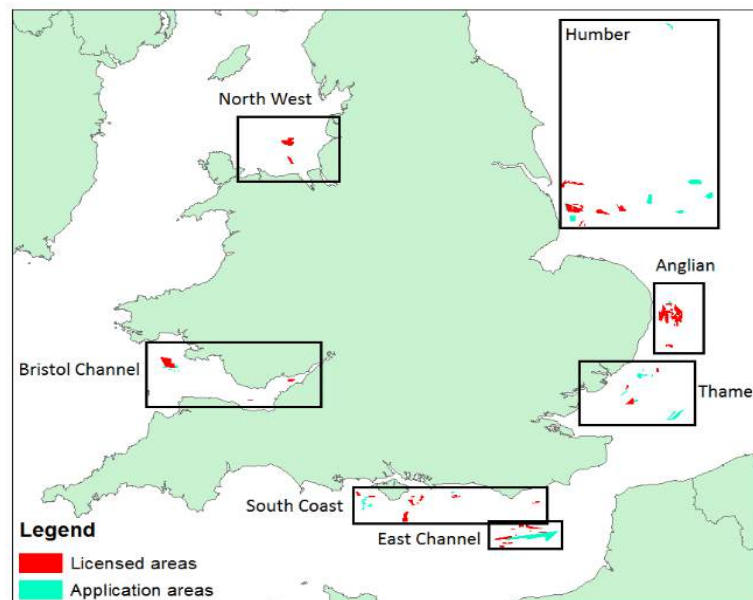 Humber
North West
Anglian
Bristol Channel
Thame
South Coast
East Channel
Legend
Licensed areas
Application areas